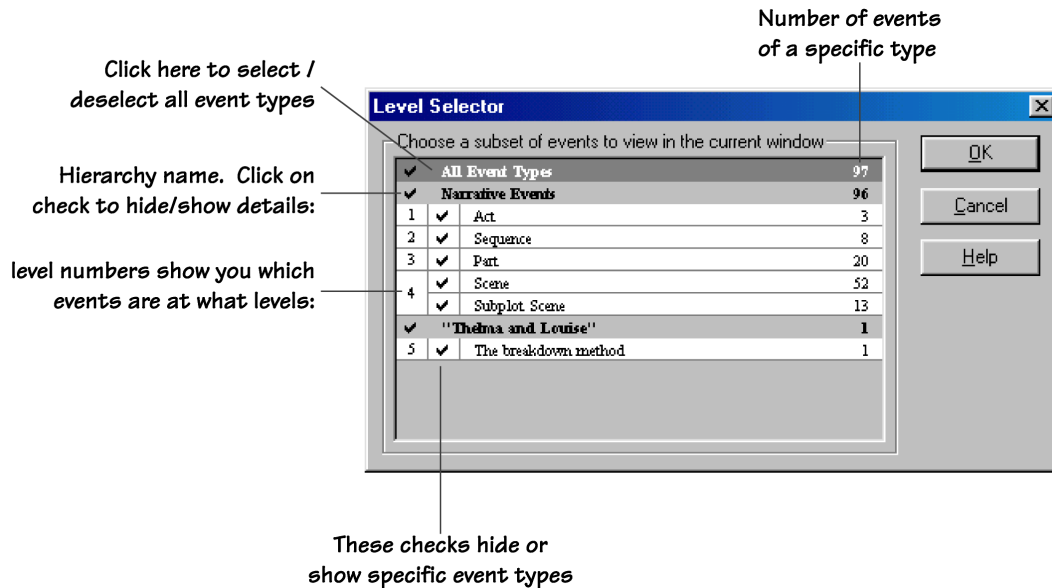 Number of events
of a specific type
Click here to select /
deselect all event types
Level Selector
Choose a subset of events to view in the current window
OK
All Event Types 97
Hierarchy name. Click on
check to hide/show details:
Narrative Events 96
Cancel
1 Act 3
2 Sequence 8
3 Part 20
Help
level numbers show you which
events are at what levels:
4 Scene 52
Subplot Scene 13
"Thelma and Louise" 1
5 The breakdown method 1
These checks hide or
show specific event types